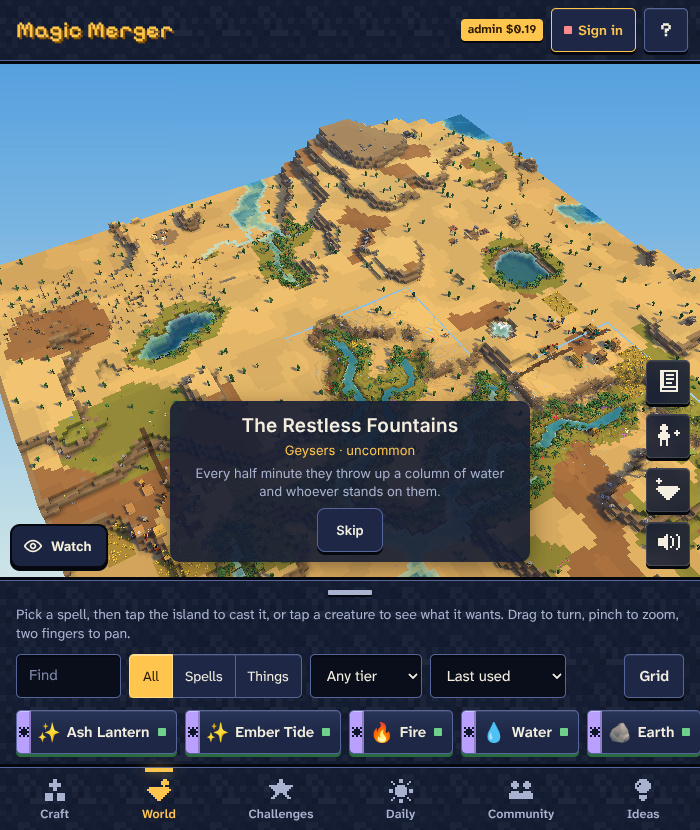 Magic Merger
admin $0.19
Sign in
?
The Restless Fountains
Geysers · uncommon
Every half minute they throw up a column of water
and whoever stands on them.
Skip
Watch
Pick a spell, then tap the island to cast it, or tap a creature to see what it wants. Drag to turn, pinch to zoom,
two fingers to pan.
Find
All
Spells
Things
Any tier
Last used
Grid
Ash Lantern
Ember Tide
Fire
Water
Earth
Craft
World
Challenges
Daily
Community
Ideas